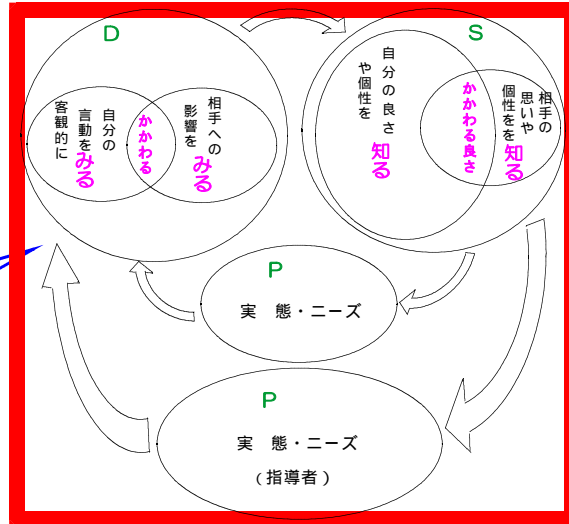 D
自分の
言動をみる
客観的に
かかわる
相手への
影響をみる
S
自分の良さ
や個性を
知る
かかわる良さ
相手の
思いや
個性をを知る
P
実　態・ニーズ
P
実　態・ニーズ
（指導者）